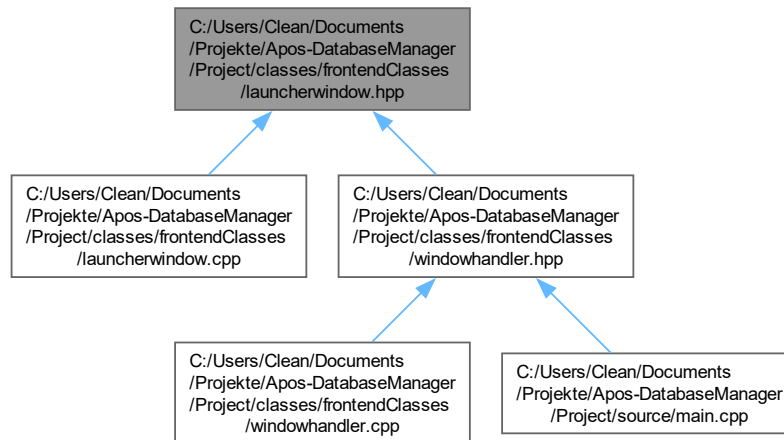 C:/Users/Clean/Documents
/Projekte/Apos-DatabaseManager
/Project/classes/frontendClasses
/launcherwindow.hpp
C:/Users/Clean/Documents
/Projekte/Apos-DatabaseManager
/Project/classes/frontendClasses
/launcherwindow.cpp
C:/Users/Clean/Documents
/Projekte/Apos-DatabaseManager
/Project/classes/frontendClasses
/windowhandler.hpp
C:/Users/Clean/Documents
/Projekte/Apos-DatabaseManager
/Project/classes/frontendClasses
/windowhandler.cpp
C:/Users/Clean/Documents
/Projekte/Apos-DatabaseManager
/Project/source/main.cpp